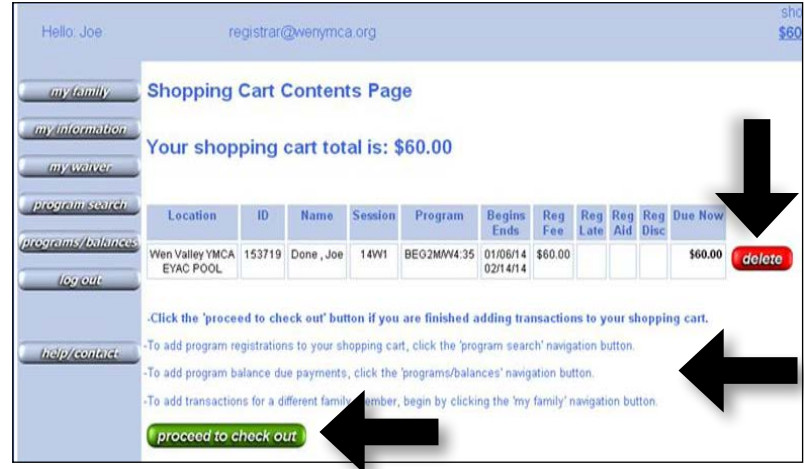 sho
Hello: Joe
registrar@wenymca.org
$60
my family
Shopping Cart Contents Page
my information
Your shopping cart total is: $60.00
my waiver
program search
Location ID Name Session Program Begins Ends Reg Fee Reg Late Reg Aid Reg Disc Due Now
programs/balances
Wen Valley YMCA EYAC POOL 153719 Done , Joe 14W1 BEG2M/W4:35 01/06/14 02/14/14 $60.00 $60.00 delete
log out
-Click the 'proceed to check out' button if you are finished adding transactions to your shopping cart.
help/contact
-To add program registrations to your shopping cart, click the 'program search' navigation button.
-To add program balance due payments, click the 'programs/balances' navigation button.
-To add transactions for a different family member, begin by clicking the 'my family' navigation button.
proceed to check out